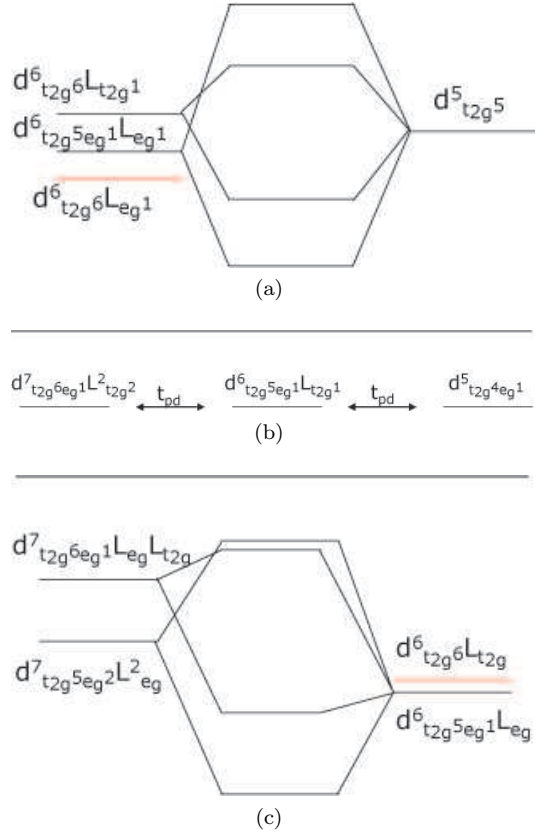 d⁶t2g⁶Lt2g¹
d⁵t2g⁵
d⁶t2g⁵eg¹Leg¹
d⁶t2g⁶Leg¹
(a)
d⁷t2g⁶eg¹L²t2g²
tpd
d⁶t2g⁵eg¹Lt2g¹
tpd
d⁵t2g⁴eg¹
(b)
d⁷t2g⁶eg¹LegLt2g
d⁶t2g⁶Lt2g
d⁷t2g⁵eg²L²eg
d⁶t2g⁵eg¹Leg
(c)